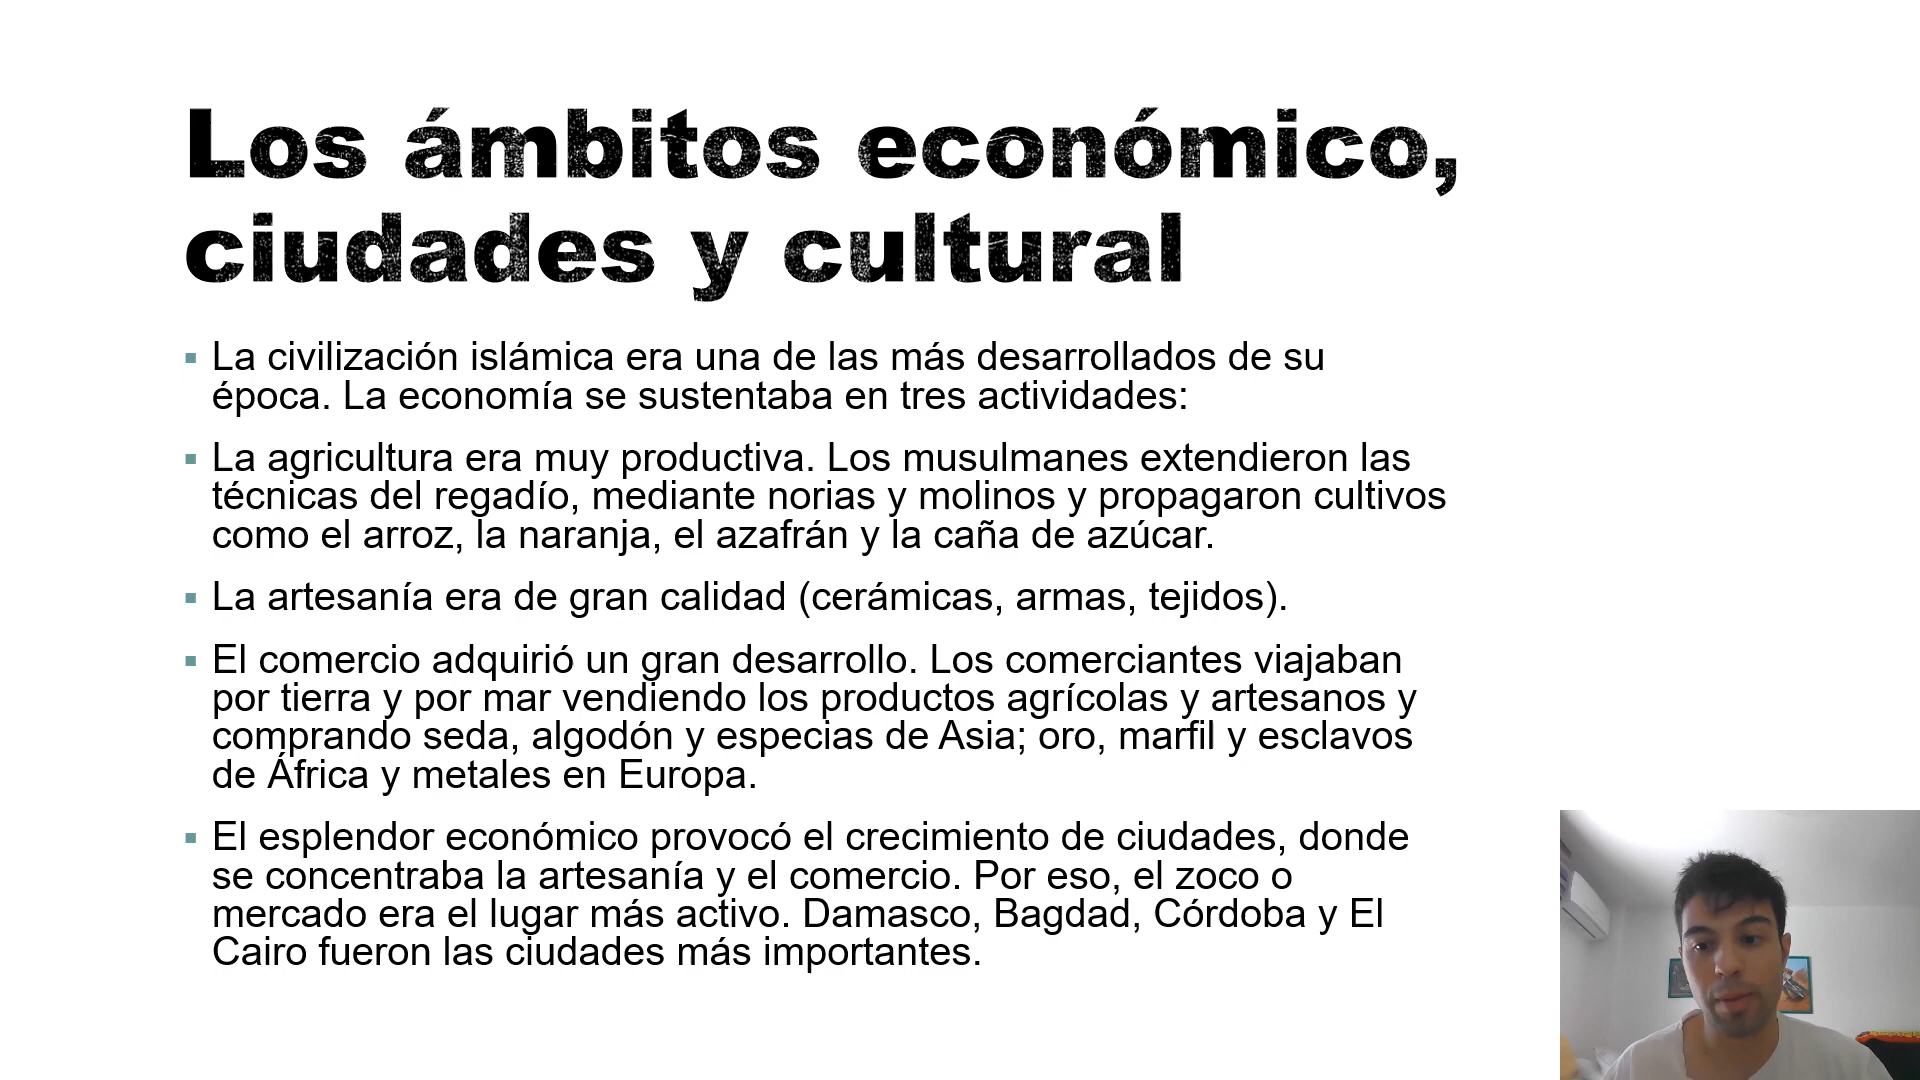 Los ámbitos económico,
ciudades y cultural
▪ La civilización islámica era una de las más desarrollados de su
época. La economía se sustentaba en tres actividades:
▪ La agricultura era muy productiva. Los musulmanes extendieron las
técnicas del regadío, mediante norias y molinos y propagaron cultivos
como el arroz, la naranja, el azafrán y la caña de azúcar.
▪ La artesanía era de gran calidad (cerámicas, armas, tejidos).
▪ El comercio adquirió un gran desarrollo. Los comerciantes viajaban
por tierra y por mar vendiendo los productos agrícolas y artesanos y
comprando seda, algodón y especias de Asia; oro, marfil y esclavos
de África y metales en Europa.
▪ El esplendor económico provocó el crecimiento de ciudades, donde
se concentraba la artesanía y el comercio. Por eso, el zoco o
mercado era el lugar más activo. Damasco, Bagdad, Córdoba y El
Cairo fueron las ciudades más importantes.